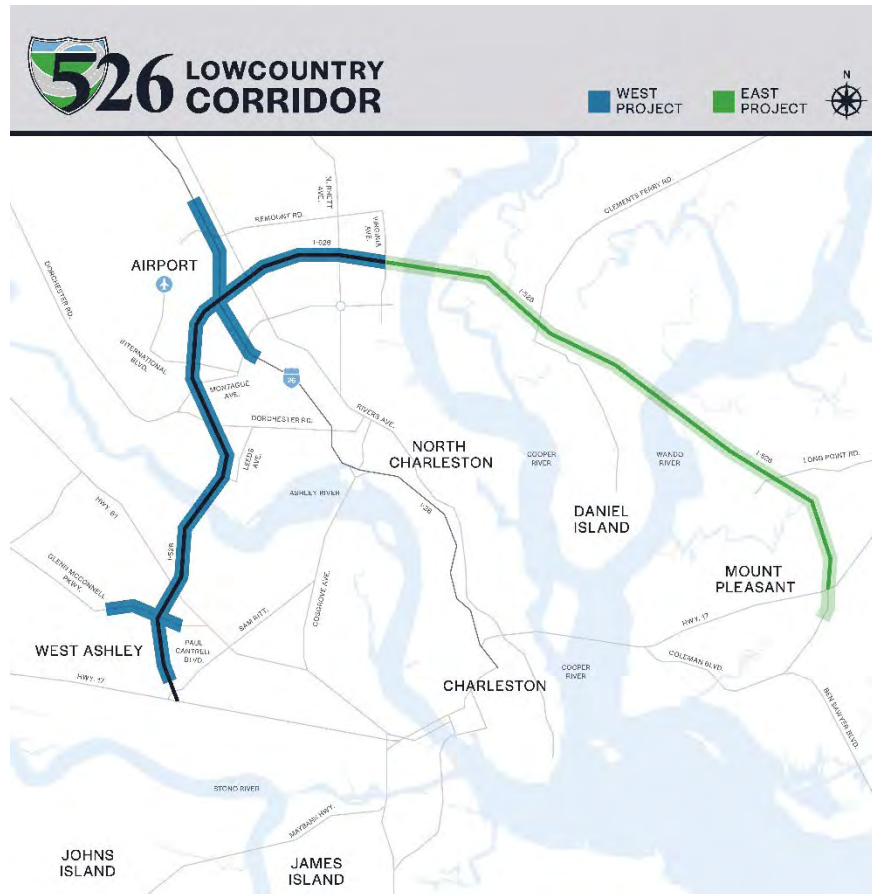 526 LOWCOUNTRY
CORRIDOR
WEST
PROJECT
EAST
PROJECT
N
CLEMENTS FERRY RD.
N. RHETT
AVE.
VIRGINIA
AVE.
REMOUNT RD.
I-526
AIRPORT
DORCHESTER RD.
I-526
INTERNATIONAL
BLVD.
26
MONTAGUE
AVE.
RIVERS AVE.
DORCHESTER RD.
NORTH
CHARLESTON
LEEDS
AVE.
COOPER
RIVER
WANDO
RIVER
I-526
LONG POINT RD.
ASHLEY RIVER
I-26
HWY. 61
DANIEL
ISLAND
I-526
GLENN MCCONNELL
PKWY.
MOUNT
PLEASANT
COSGROVE AVE.
SAM RITT.
HWY. 17
WEST ASHLEY
PAUL
CANTRELL
BLVD.
COLEMAN BLVD.
HWY. 17
COOPER
RIVER
CHARLESTON
BEN SAWYER BLVD.
STONO RIVER
MAYBANK HWY.
JOHNS
ISLAND
JAMES
ISLAND